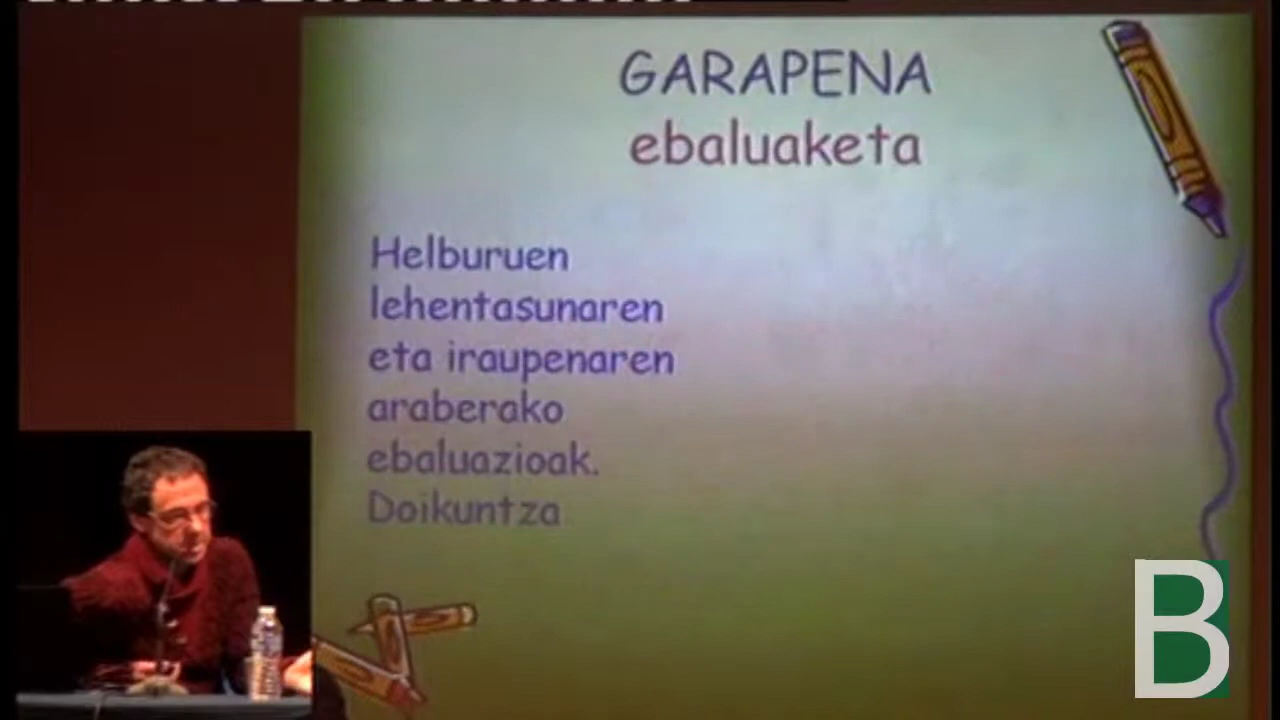 GARAPENA
ebaluaketa
Helburuen
lehentasunaren
eta iraupenaren
araberako
ebaluazioak.
Doikuntza
B